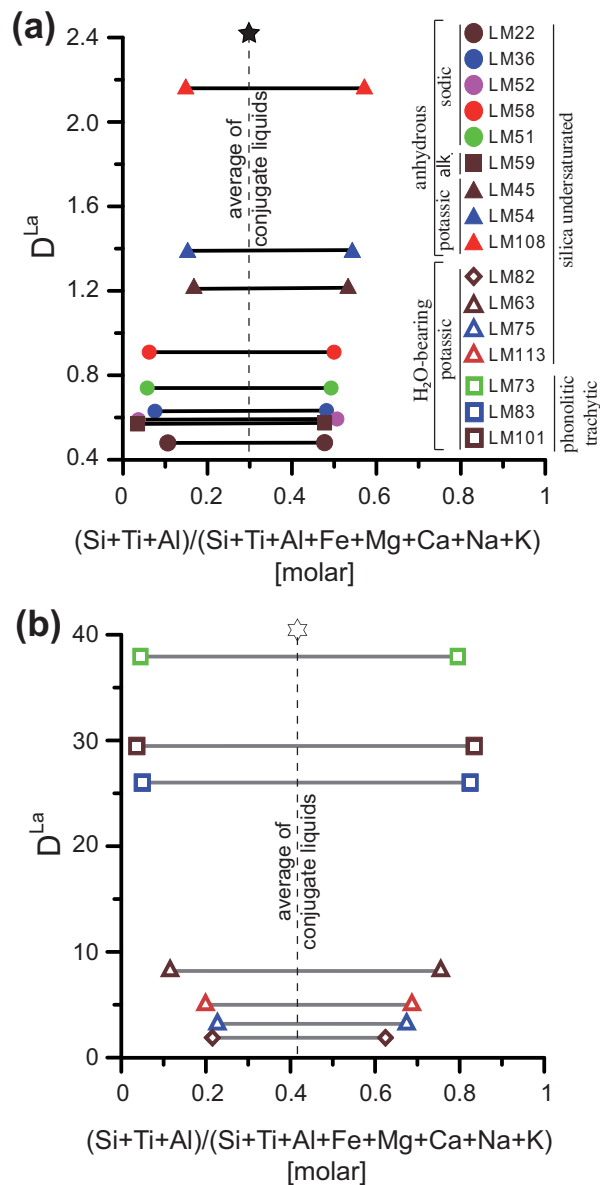 (a)
2.4
2.0
1.6
1.2
0.8
0.4
D^La
0
0.2
0.4
0.6
0.8
1
(Si+Ti+Al)/(Si+Ti+Al+Fe+Mg+Ca+Na+K)
[molar]
average of
conjugate liquids
anhydrous
sodic
alk
potassic
H₂O-bearing
potassic
LM22
LM36
LM52
LM58
LM51
LM59
LM45
LM54
LM108
LM82
LM63
LM75
LM113
LM73
LM83
LM101
silica undersaturated
phonolitic
trachytic
(b)
40
30
20
10
0
D^La
average of
conjugate liquids
0
0.2
0.4
0.6
0.8
1
(Si+Ti+Al)/(Si+Ti+Al+Fe+Mg+Ca+Na+K)
[molar]